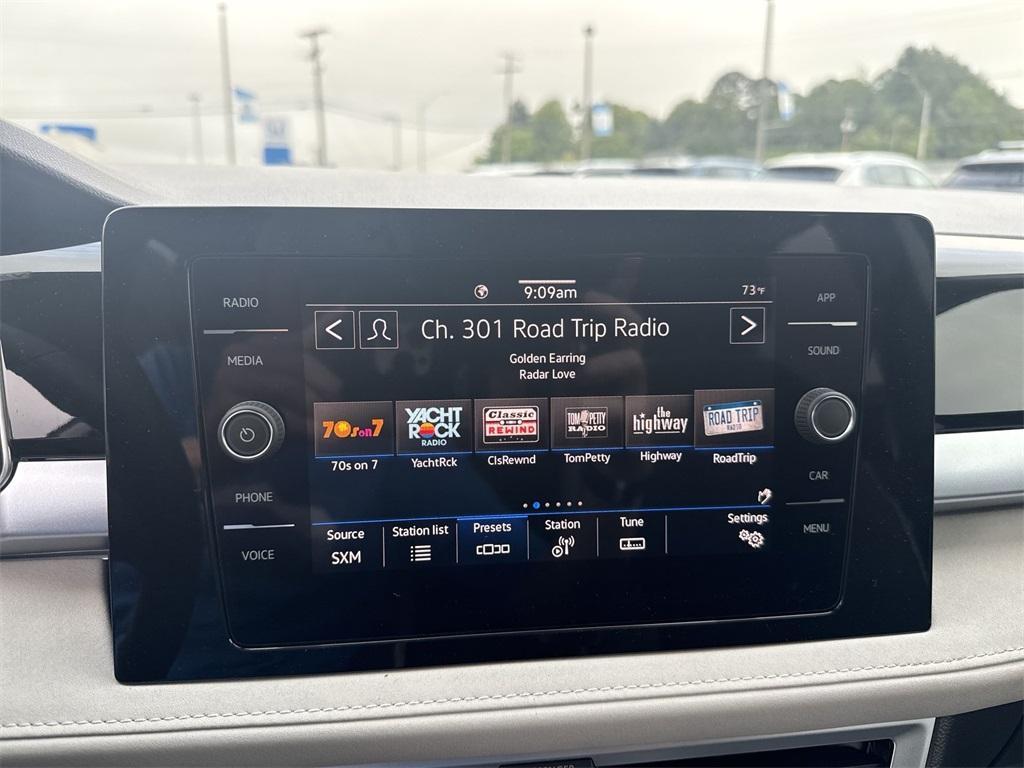 9:09am
73°F
RADIO
MEDIA
PHONE
VOICE
APP
SOUND
CAR
MENU
Ch. 301 Road Trip Radio
Golden Earring
Radar Love
70s on 7
YACHT
ROCK
RADIO
Classic
REWIND
TOM PETTY
RADIO
the
highway
ROAD TRIP
RADIO
70s on 7
YachtRck
ClsRewnd
TomPetty
Highway
RoadTrip
Source
SXM
Station list
Presets
Station
Tune
Settings